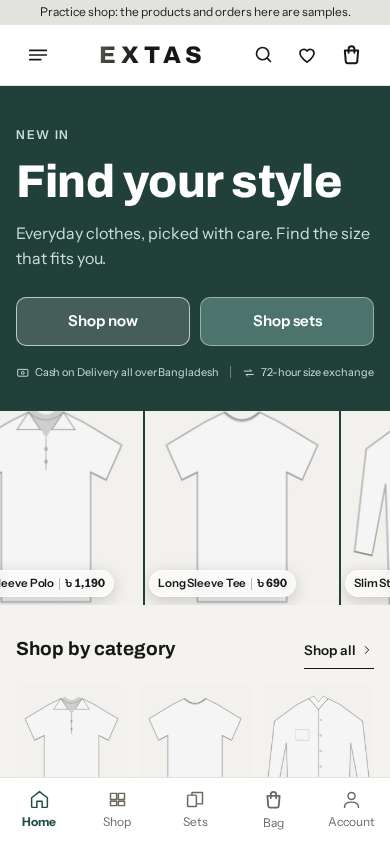 Practice shop: the products and orders here are samples.
EXTAS
NEW IN
Find your style
Everyday clothes, picked with care. Find the size
that fits you.
Shop now
Shop sets
Cash on Delivery all over Bangladesh
72-hour size exchange
leeve Polo | ৳ 1,190
Long Sleeve Tee | ৳ 690
Slim St
Shop by category
Shop all
Home
Shop
Sets
Bag
Account